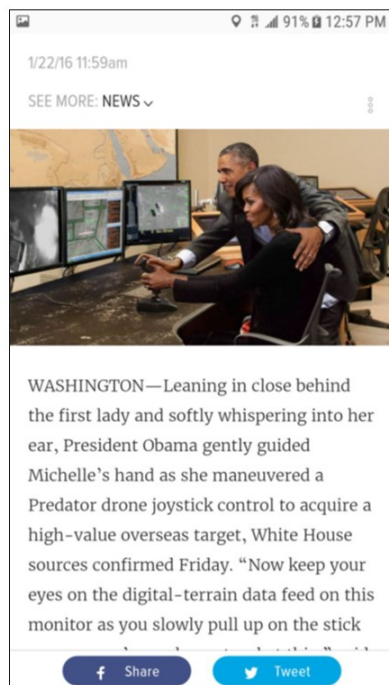 91% 12:57 PM
1/22/16 11:59am
SEE MORE: NEWS
WASHINGTON—Leaning in close behind
the first lady and softly whispering into her
ear, President Obama gently guided
Michelle’s hand as she maneuvered a
Predator drone joystick control to acquire a
high-value overseas target, White House
sources confirmed Friday. “Now keep your
eyes on the digital-terrain data feed on this
monitor as you slowly pull up on the stick
f Share
Tweet